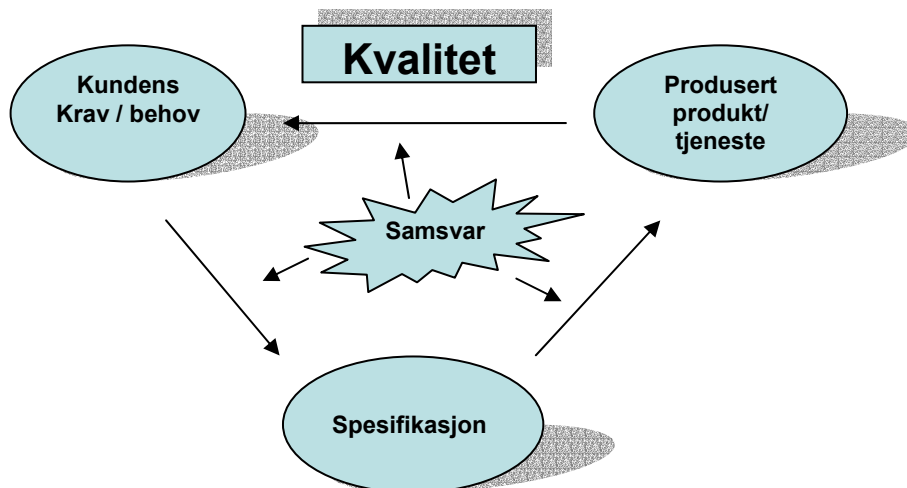 Kvalitet
Kundens
Krav / behov
Produsert
produkt/
tjeneste
Samsvar
Spesifikasjon